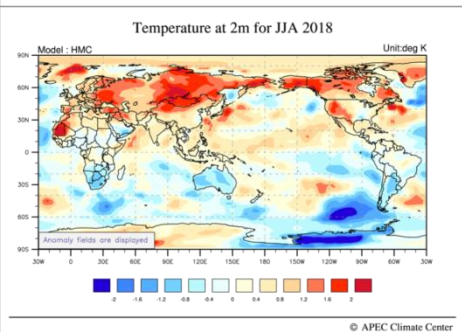 Temperature at 2m for JJA 2018
Model : HMC
Unit:deg K
90N
60N
30N
0
30S
60S
90S
Anomaly fields are displayed
30W 0 30E 60E 90E 120E 150E 180 150W 120W 90W 60W 30W
-2 -1.6 -1.2 -0.8 -0.4 0 0.4 0.8 1.2 1.6 2
© APEC Climate Center